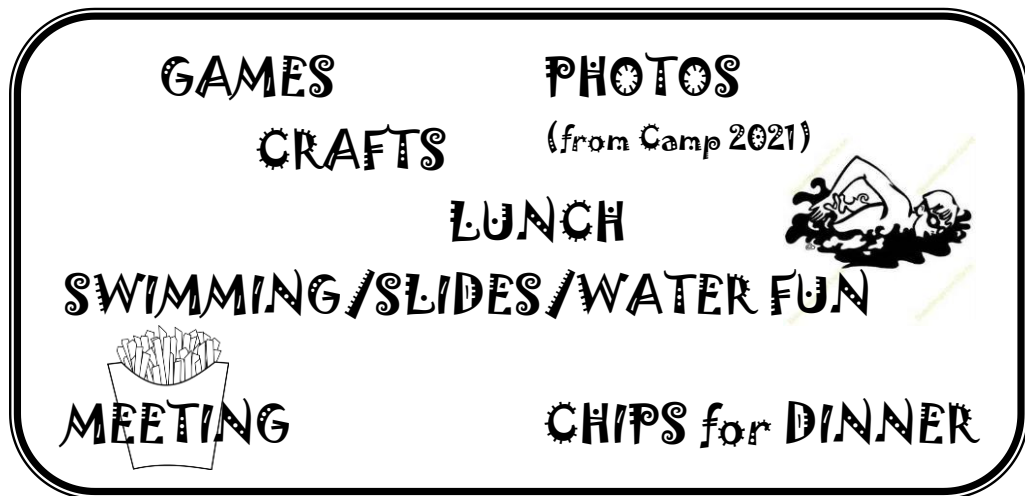 GAMES PHOTOS
CRAFTS (from Camp 2021)
LUNCH
SWIMMING/SLIDES/WATER FUN
MEETING CHIPS for DINNER